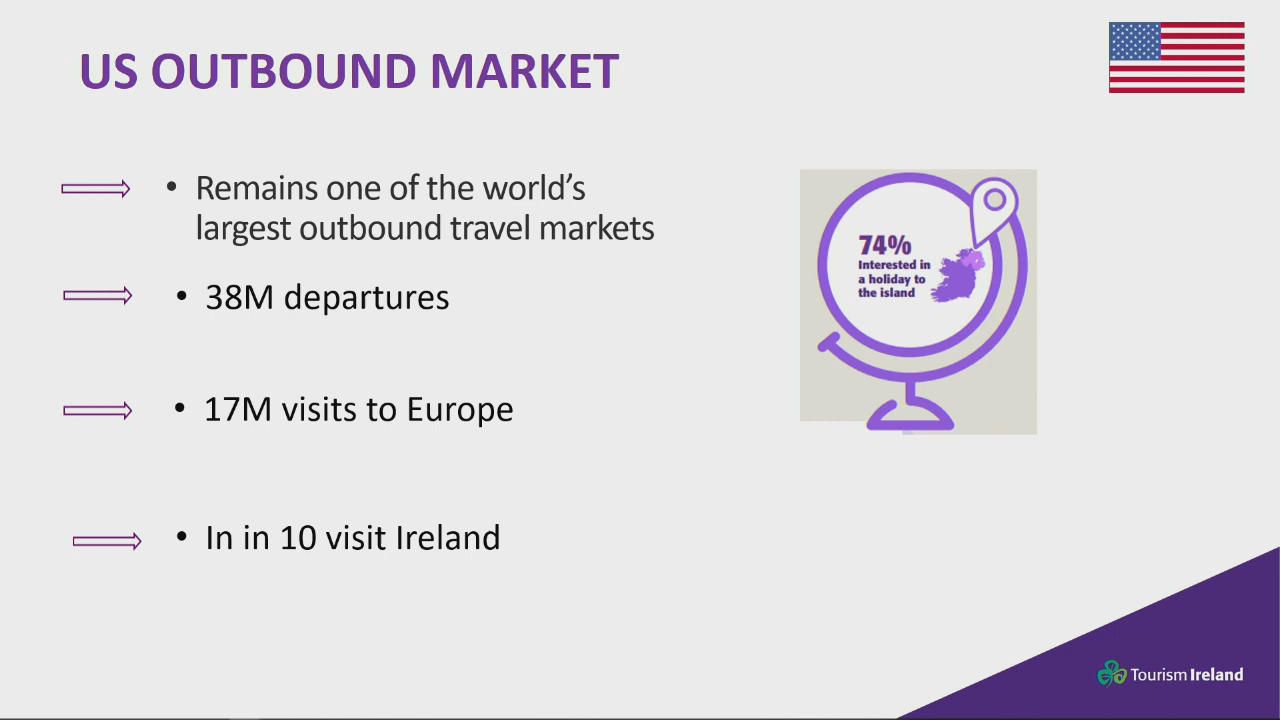 US OUTBOUND MARKET
• Remains one of the world's
largest outbound travel markets
• 38M departures
• 17M visits to Europe
• In in 10 visit Ireland
74%
Interested in
a holiday to
the island
Tourism Ireland